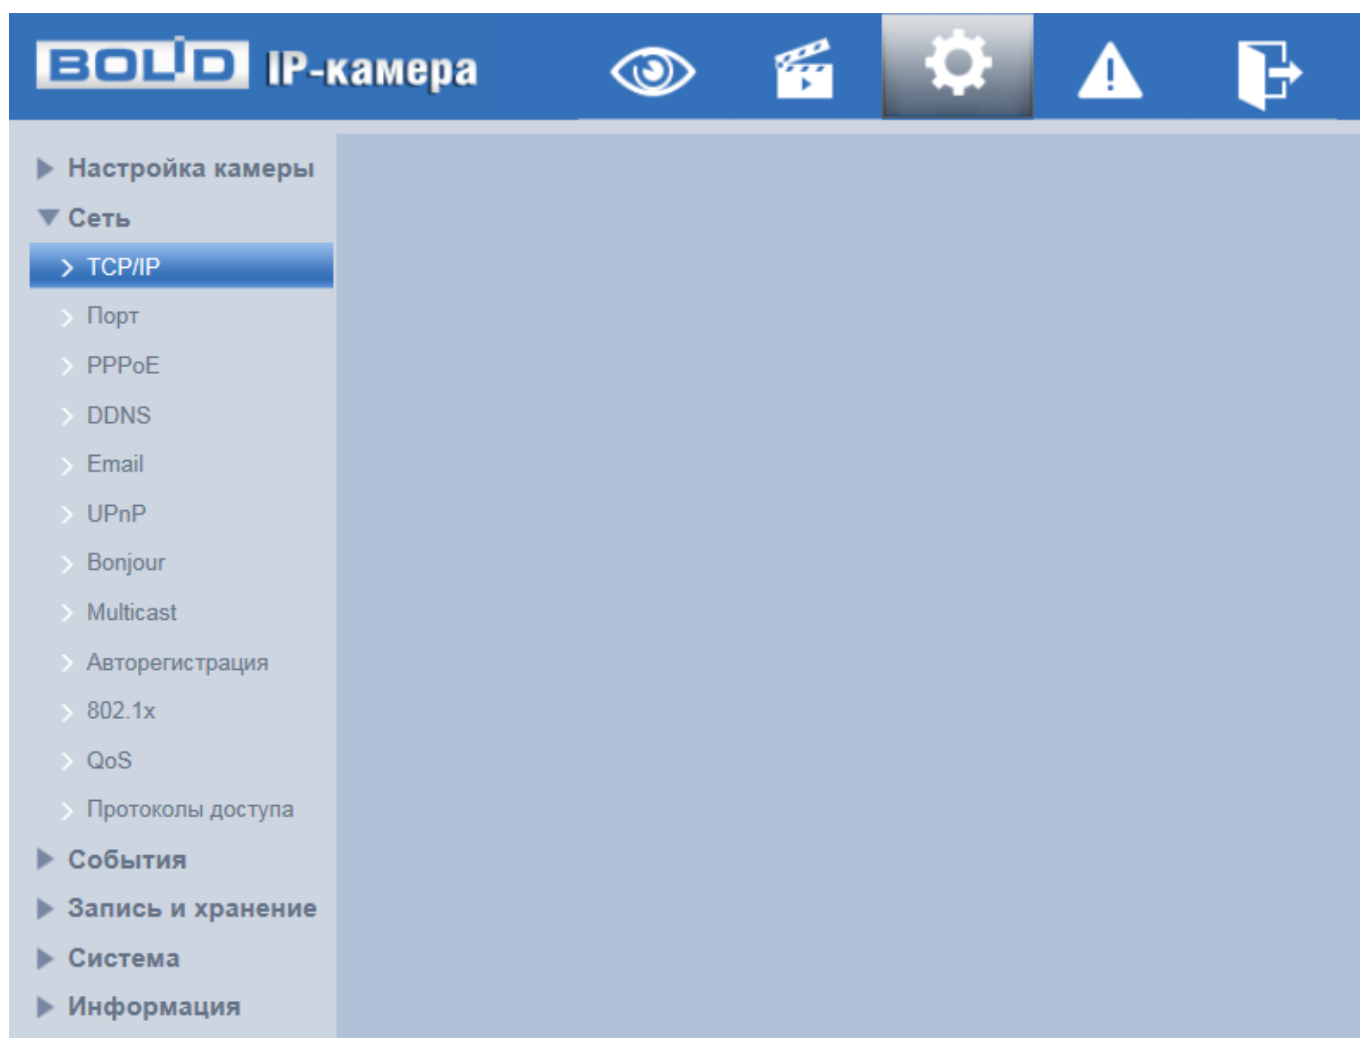 BOLID IP-камера
Настройка камеры
Сеть
TCP/IP
Порт
PPPoE
DDNS
Email
UPnP
Bonjour
Multicast
Авторегистрация
802.1x
QoS
Протоколы доступа
События
Запись и хранение
Система
Информация